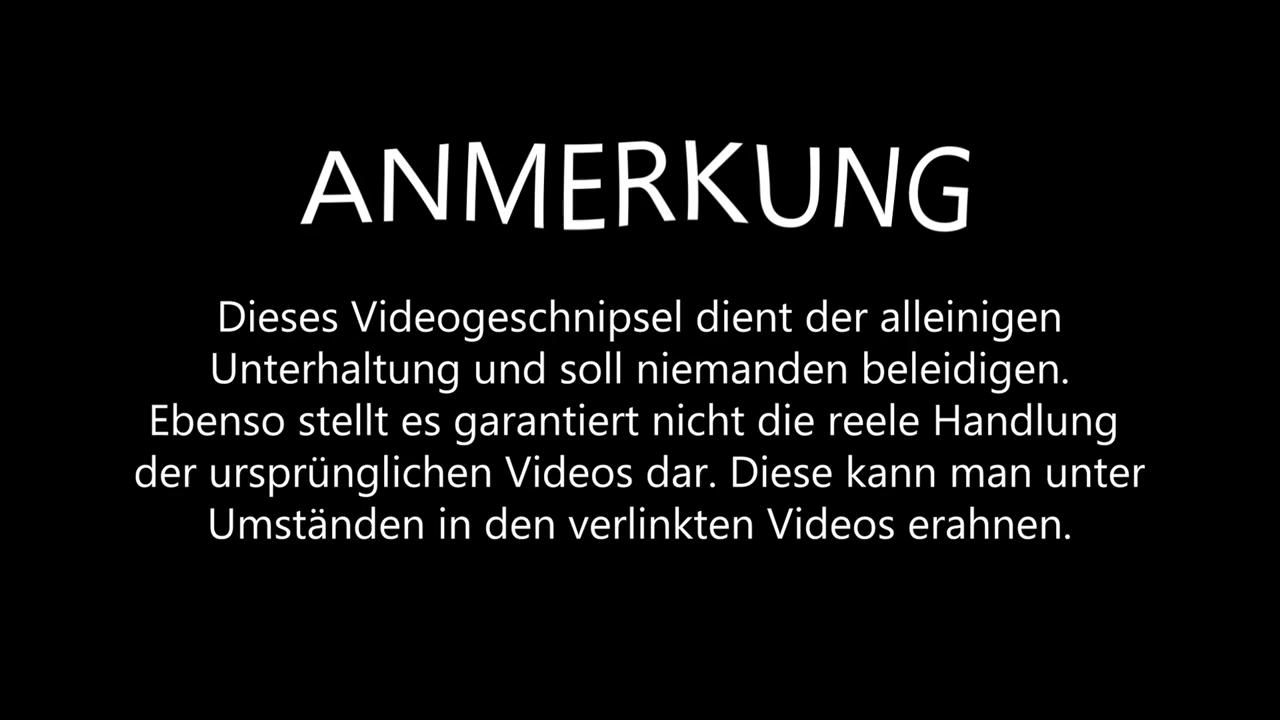 ANMERKUNG
Dieses Videogeschnipsel dient der alleinigen
Unterhaltung und soll niemanden beleidigen.
Ebenso stellt es garantiert nicht die reele Handlung
der ursprünglichen Videos dar. Diese kann man unter
Umständen in den verlinkten Videos erahnen.